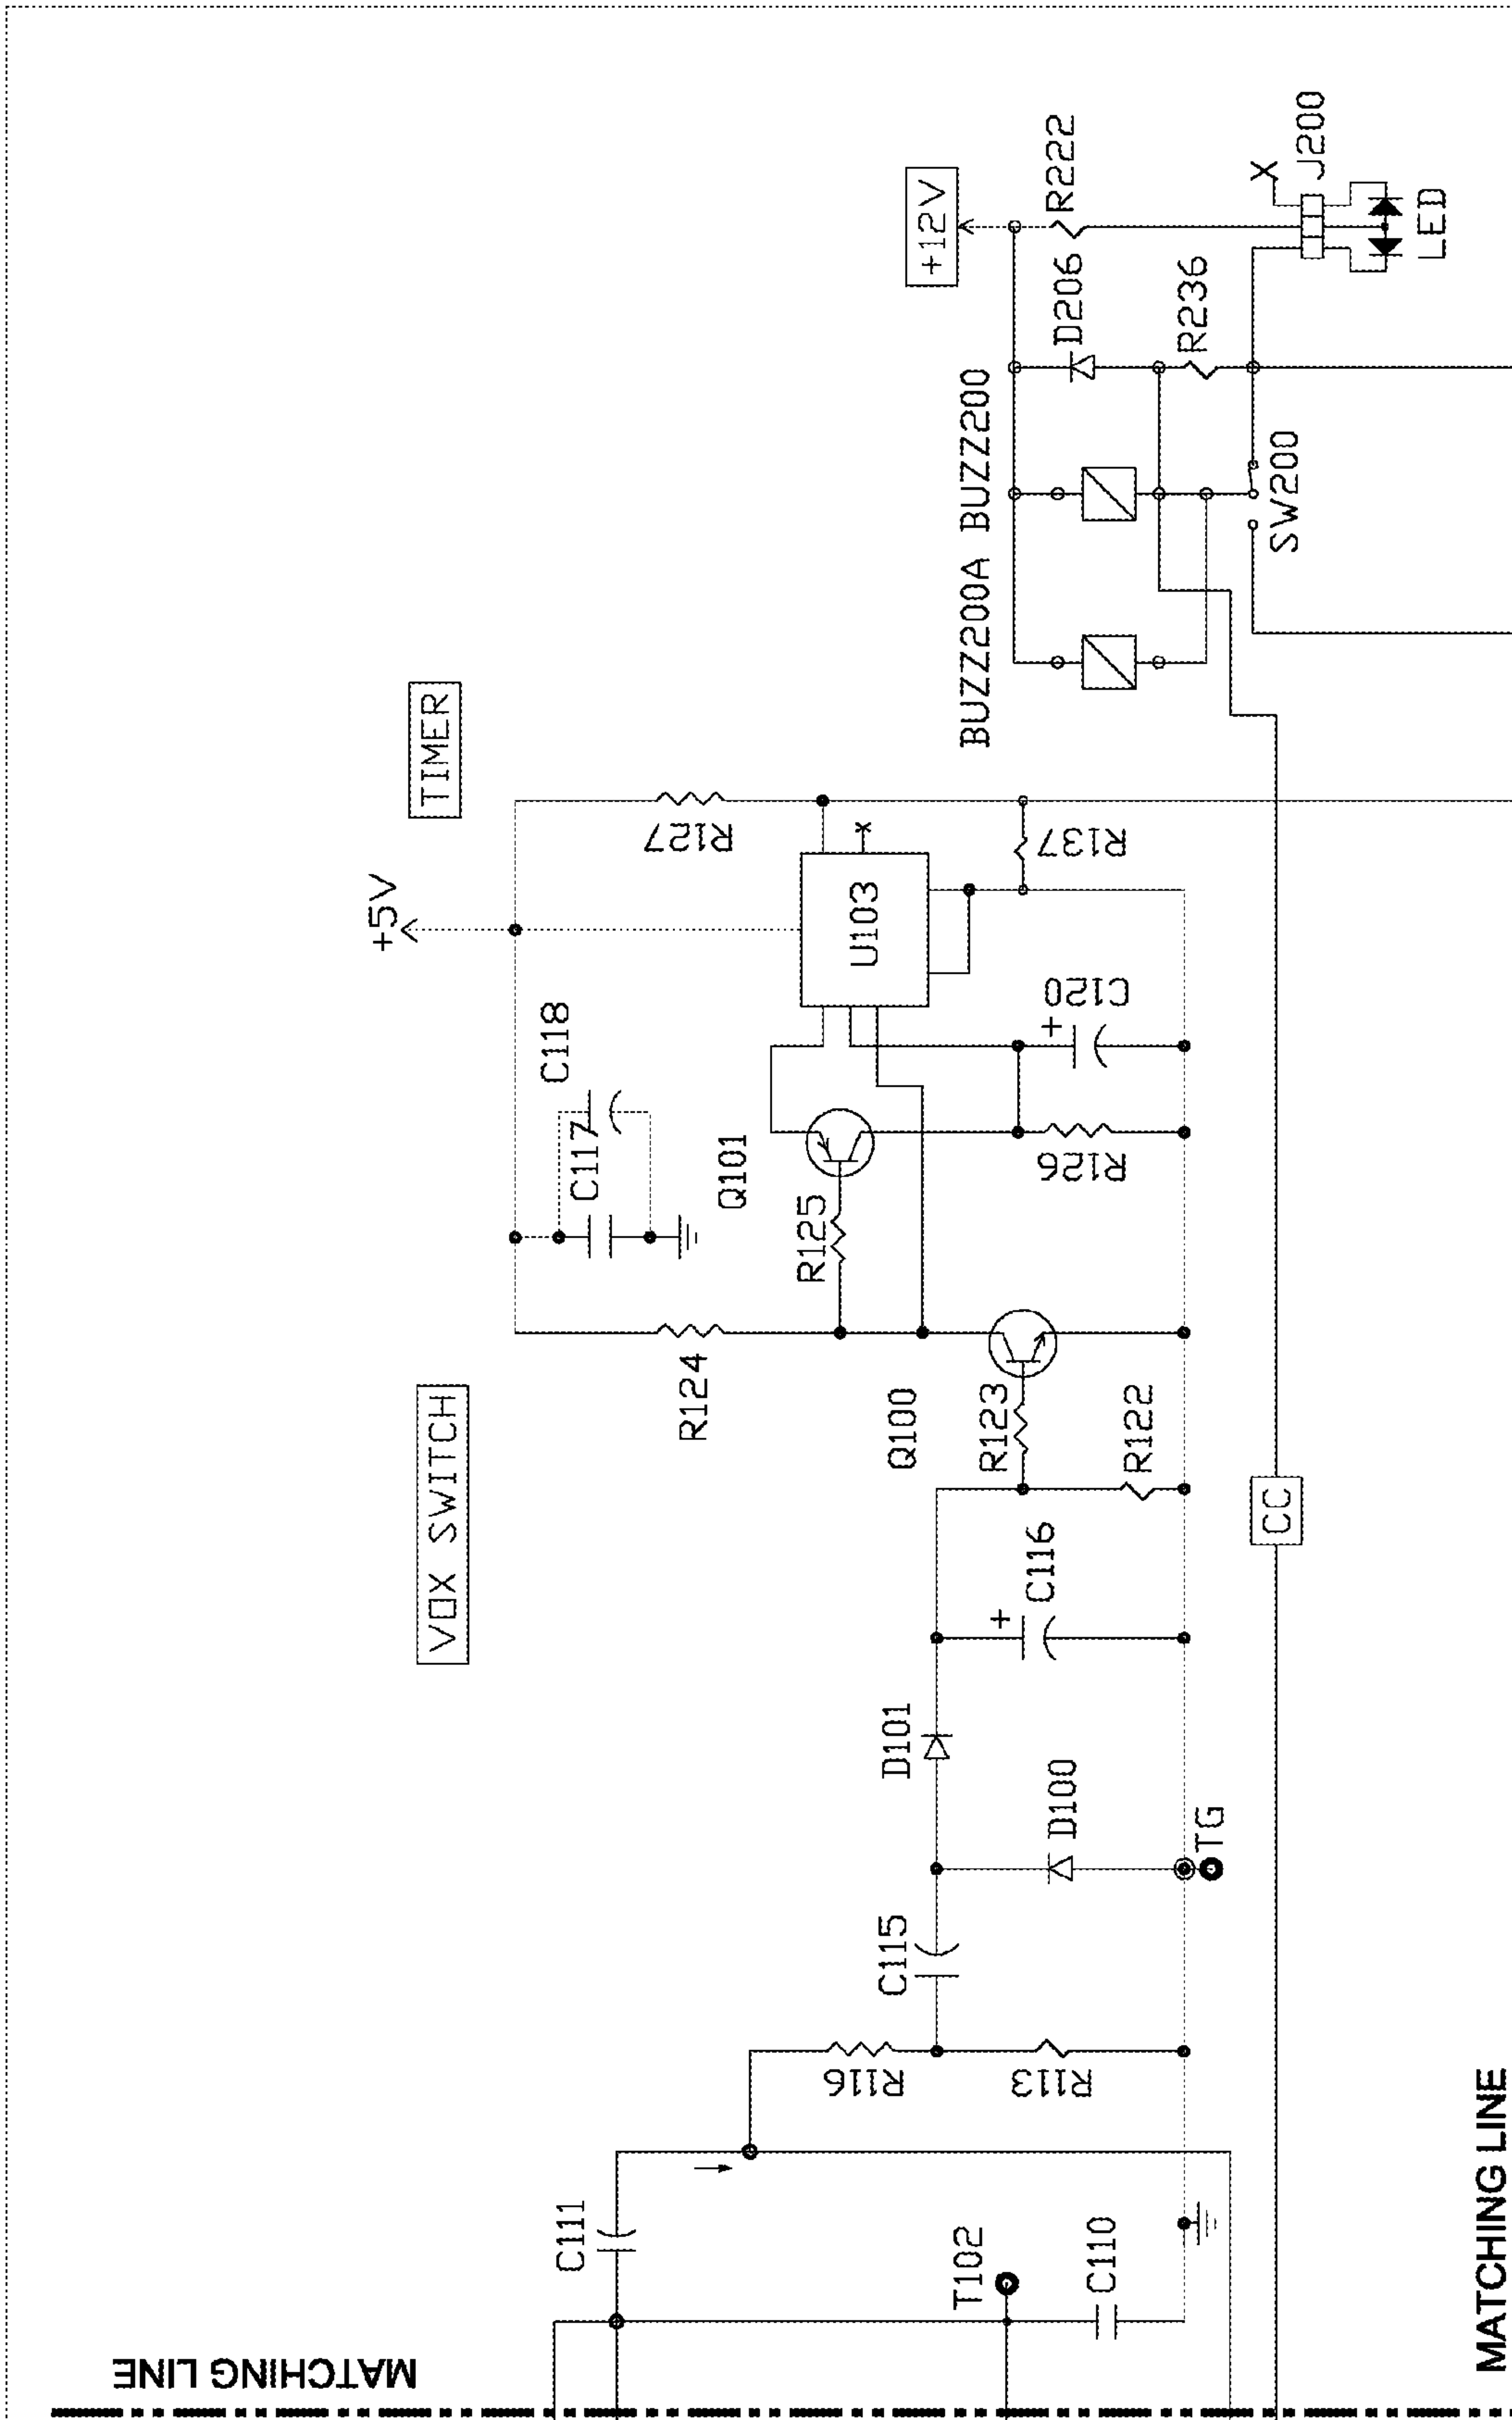 TIMER
VOX SWITCH
+5V
+12V
C118
C117
R127
R124
Q101
R125
U103
R137
C120
R126
Q100
R123
R122
BUZZ200A BUZZ200
D206
R222
R236
SW200
X
J200
LED
D101
C116
D100
C115
R116
R113
TG
CC
C111
T102
C110
MATCHING LINE
MATCHING LINE